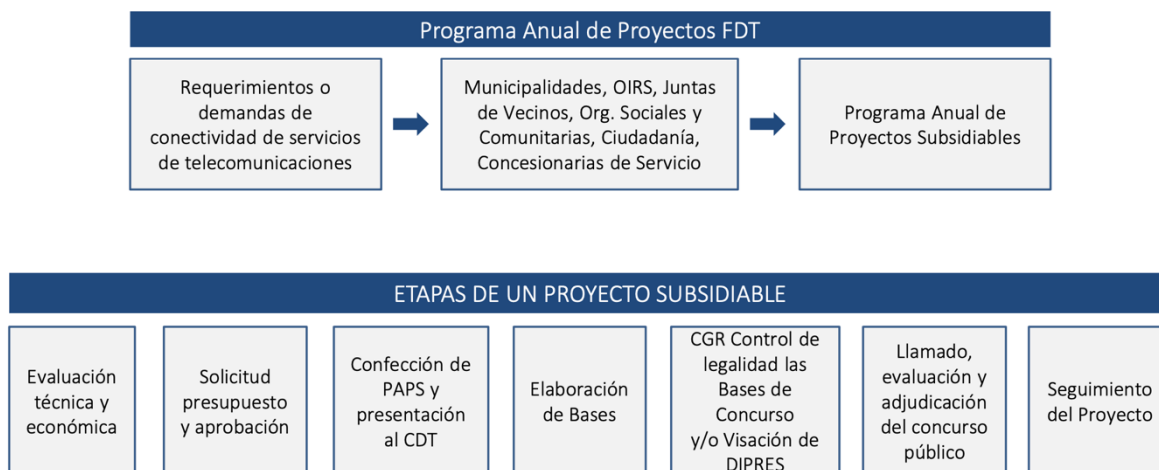 Programa Anual de Proyectos FDT
Requerimientos o
demandas de
conectividad de servicios
de telecomunicaciones
Municipalidades, OIRS, Juntas
de Vecinos, Org. Sociales y
Comunitarias, Ciudadanía,
Concesionarias de Servicio
Programa Anual de
Proyectos Subsidiables
ETAPAS DE UN PROYECTO SUBSIDIABLE
Evaluación
técnica y
económica
Solicitud
presupuesto
y aprobación
Confección de
PAPS y
presentación
al CDT
Elaboración
de Bases
CGR Control de
legalidad las
Bases de
Concurso
y/o Visación de
DIPRES
Llamado,
evaluación y
adjudicación
del concurso
público
Seguimiento
del Proyecto